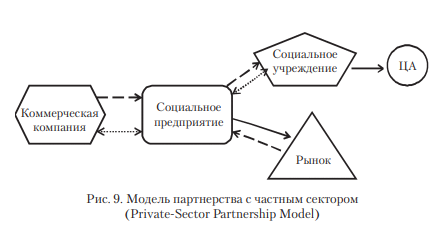 Социальное
учреждение
ЦА
Коммерческая
компания
Социальное
предприятие
Рынок
Рис. 9. Модель партнерства с частным сектором
(Private-Sector Partnership Model)